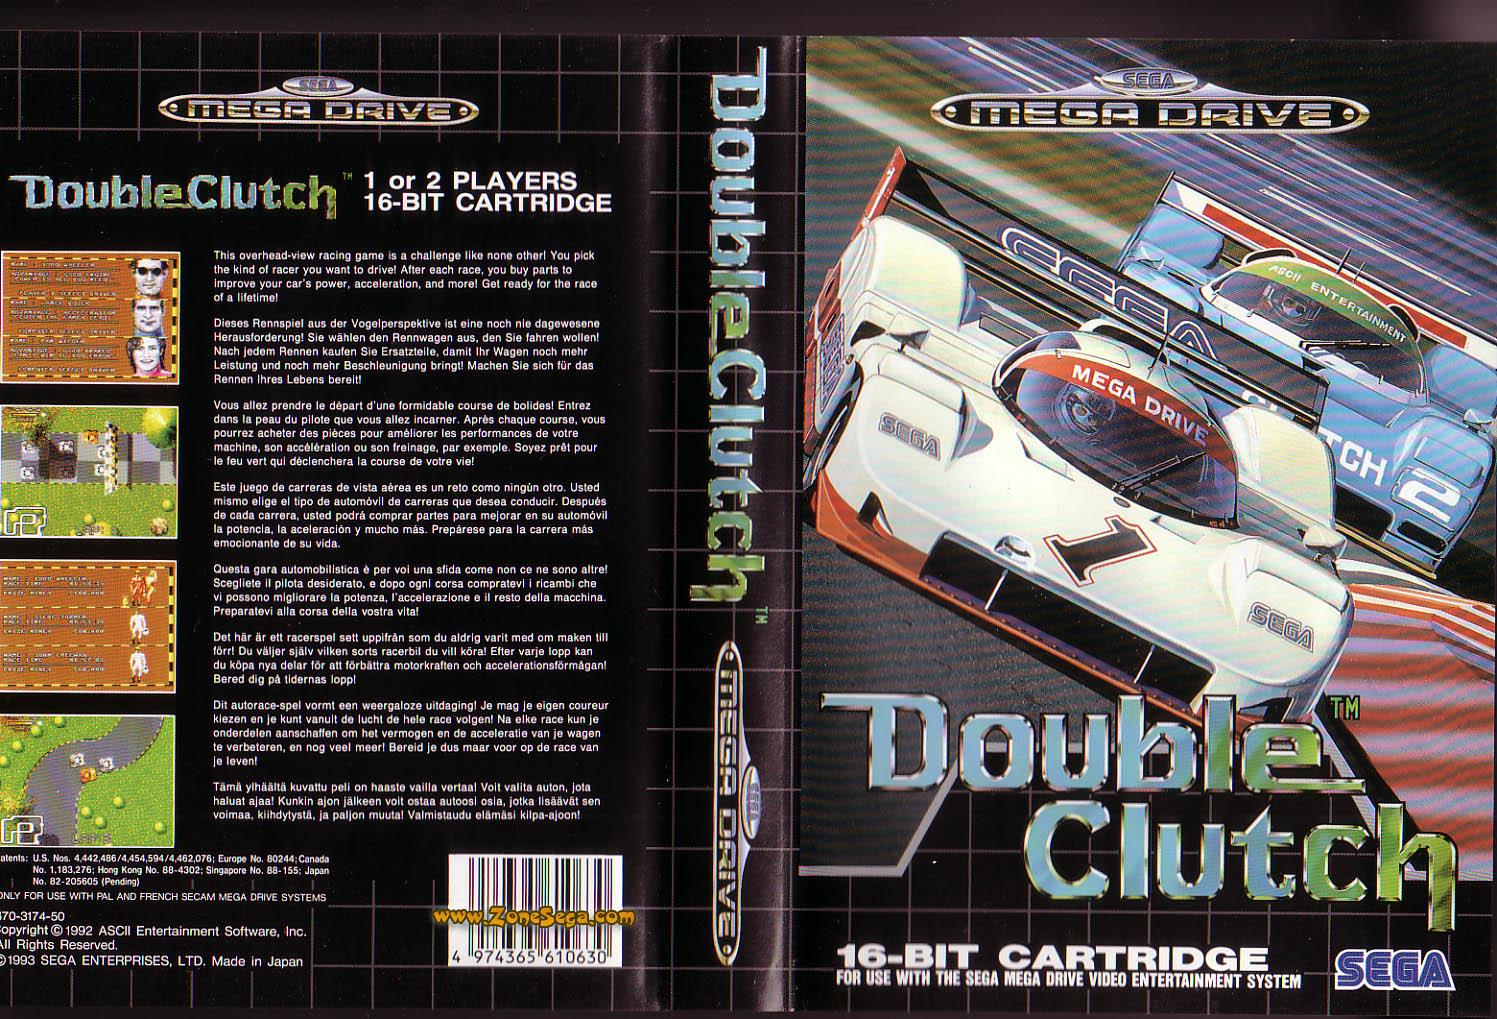 SEGA
MEGA DRIVE
Double Clutch™
1 or 2 PLAYERS
16-BIT CARTRIDGE
This overhead-view racing game is a challenge like none other! You pick
the kind of racer you want to drive! After each race, you buy parts to
improve your car's power, acceleration, and more! Get ready for the race
of a lifetime!
Dieses Rennspiel aus der Vogelperspektive ist eine noch nie dagewesene
Herausforderung! Sie wählen den Rennwagen aus, den Sie fahren wollen!
Nach jedem Rennen kaufen Sie Ersatzteile, damit Ihr Wagen noch mehr
Leistung und noch mehr Beschleunigung bringt! Machen Sie sich für das
Rennen Ihres Lebens bereit!
Vous allez prendre le départ d'une formidable course de bolides! Entrez
dans la peau du pilote que vous allez incarner. Après chaque course, vous
pourrez acheter des pièces pour améliorer les performances de votre
machine, son accélération ou son freinage, par exemple. Soyez prêt pour
le feu vert qui déclenchera la course de votre vie!
Este juego de carreras de vista aérea es un reto como ningún otro. Usted
mismo elige el tipo de automóvil de carreras que desea conducir. Después
de cada carrera, usted podrá comprar partes para mejorar en su automóvil
la potencia, la aceleración y mucho más. Prepárese para la carrera más
emocionante de su vida.
Questa gara automobilistica è per voi una sfida come non ce ne sono altre!
Scegliete il pilota desiderato, e dopo ogni corsa compratevi i ricambi che
vi possono migliorare la potenza, l'accelerazione e il resto della macchina.
Preparatevi alla corsa della vostra vita!
Det här är ett racerspel sett uppifrån som du aldrig varit med om maken till
förr! Du väljer själv vilken sorts racerbil du vill köra! Efter varje lopp kan
du köpa nya delar för att förbättra motorkraften och accelerationsförmågan!
Bered dig på tidernas lopp!
Dit autorace-spel vormt een weergaloze uitdaging! Je mag je eigen coureur
kiezen en je kunt vanuit de lucht de hele race volgen! Na elke race kun je
onderdelen aanschaffen om het vermogen en de acceleratie van je wagen
te verbeteren, en nog veel meer! Bereid je dus maar voor op de race van
je leven!
Tämä ylhäältä kuvattu peli on haaste vailla vertaa! Voit valita auton, jota
haluat ajaa! Kunkin ajon jälkeen voit ostaa autoosi osia, jotka lisäävät sen
voimaa, kiihdytystä, ja paljon muuta! Valmistaudu elämäsi kilpa-ajoon!
atents: U.S. Nos. 4,442,486/4,454,594/4,462,076; Europe No. 80244; Canada
No. 1,183,276; Hong Kong No. 88-4302; Singapore No. 88-155; Japan
No. 82-205605 (Pending)
ONLY FOR USE WITH PAL AND FRENCH SECAM MEGA DRIVE SYSTEMS
670-3174-50
opyright © 1992 ASCII Entertainment Software, Inc.
All Rights Reserved.
©1993 SEGA ENTERPRISES, LTD. Made in Japan
www.ZoneSega.com
4 974365 610630
Double Clutch™
SEGA
MEGA DRIVE
SEGA
MEGA DRIVE
SEGA
ASCII ENTERTAINMENT
MEGA DRIVE
SEGA
TCH 2
1
SEGA
Double™
Clutch
16-BIT CARTRIDGE
FOR USE WITH THE SEGA MEGA DRIVE VIDEO ENTERTAINMENT SYSTEM
SEGA